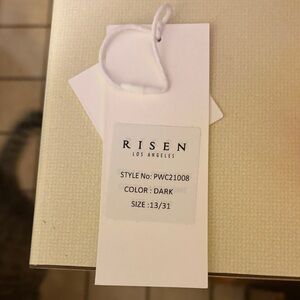 RISEN
LOS ANGELES
STYLE No: PWC21008
COLOR : DARK
SIZE :13/31